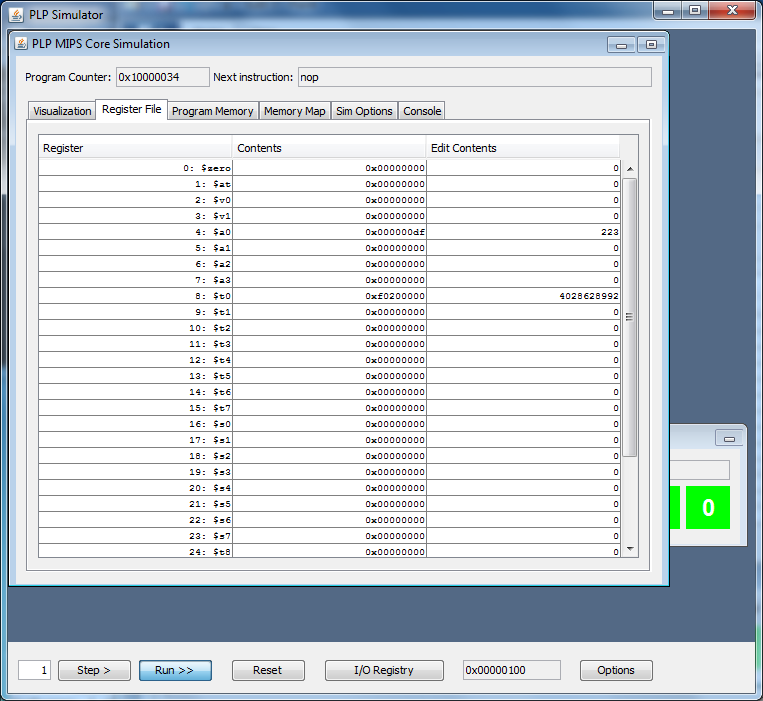 PLP Simulator
PLP MIPS Core Simulation
Program Counter: 0x10000034 Next instruction: nop
Visualization Register File Program Memory Memory Map Sim Options Console
Register Contents Edit Contents
0: $zero 0x00000000 0
1: $at 0x00000000 0
2: $v0 0x00000000 0
3: $v1 0x00000000 0
4: $a0 0x000000df 223
5: $a1 0x00000000 0
6: $a2 0x00000000 0
7: $a3 0x00000000 0
8: $t0 0xf0200000 4028628992
9: $t1 0x00000000 0
10: $t2 0x00000000 0
11: $t3 0x00000000 0
12: $t4 0x00000000 0
13: $t5 0x00000000 0
14: $t6 0x00000000 0
15: $t7 0x00000000 0
16: $s0 0x00000000 0
17: $s1 0x00000000 0
18: $s2 0x00000000 0
19: $s3 0x00000000 0
20: $s4 0x00000000 0
21: $s5 0x00000000 0
22: $s6 0x00000000 0
23: $s7 0x00000000 0
24: $t8 0x00000000 0
0
1 Step > Run >> Reset I/O Registry 0x00000100 Options